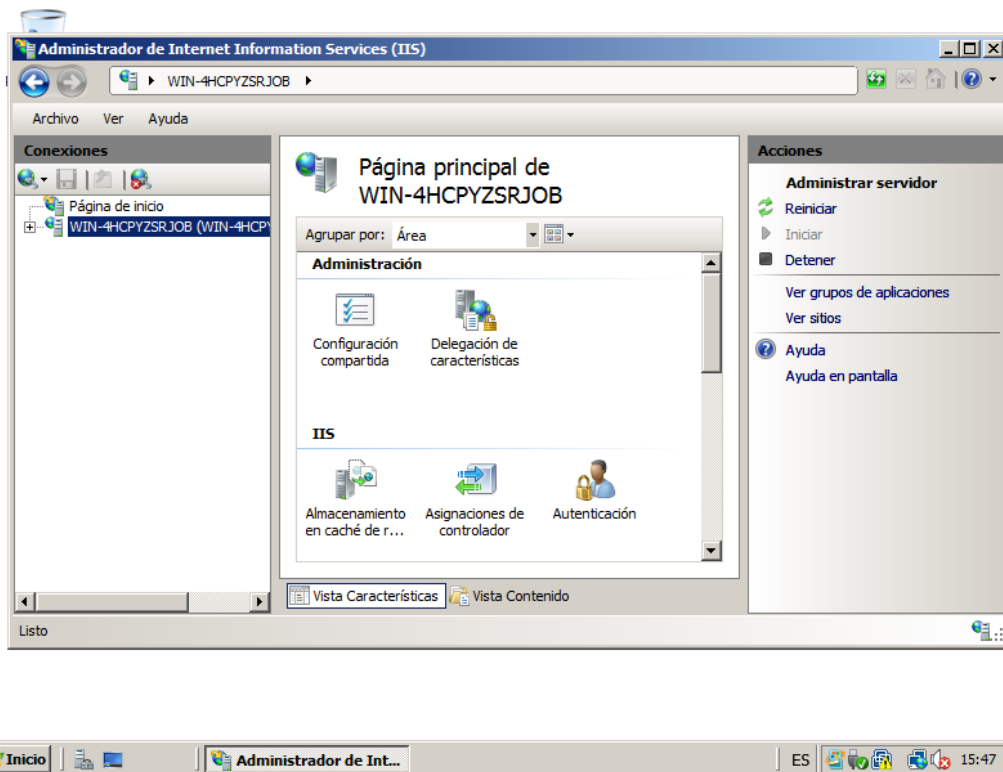 Administrador de Internet Information Services (IIS)
WIN-4HCPYZSRJOB
Archivo Ver Ayuda
Conexiones
Página de inicio
WIN-4HCPYZSRJOB (WIN-4HCPY
Página principal de
WIN-4HCPYZSRJOB
Agrupar por: Área
Administración
Configuración
compartida
Delegación de
características
IIS
Almacenamiento
en caché de r...
Asignaciones de
controlador
Autenticación
Vista Características Vista Contenido
Acciones
Administrar servidor
Reiniciar
Iniciar
Detener
Ver grupos de aplicaciones
Ver sitios
Ayuda
Ayuda en pantalla
Listo
Inicio Administrador de Int... ES 15:47